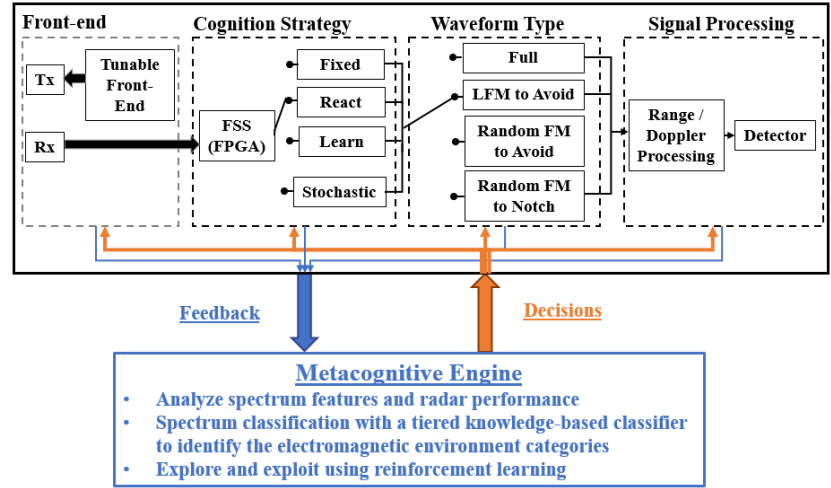 Front-end
Cognition Strategy
Waveform Type
Signal Processing
Tx
Tunable
Front-
End
Rx
FSS
(FPGA)
Fixed
React
Learn
Stochastic
Full
LFM to Avoid
Random FM
to Avoid
Random FM
to Notch
Range /
Doppler
Processing
Detector
Feedback
Decisions
Metacognitive Engine
• Analyze spectrum features and radar performance
• Spectrum classification with a tiered knowledge-based classifier
to identify the electromagnetic environment categories
• Explore and exploit using reinforcement learning